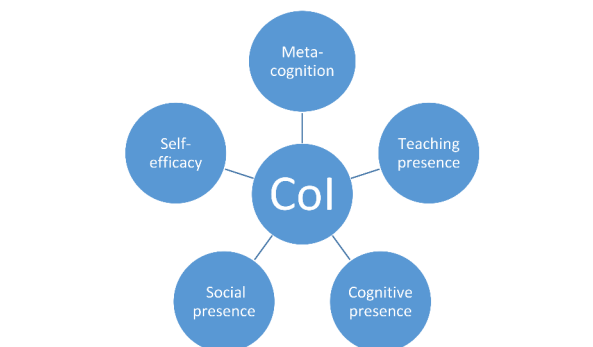 Meta-
cognition
Self-
efficacy
Teaching
presence
CoI
Social
presence
Cognitive
presence